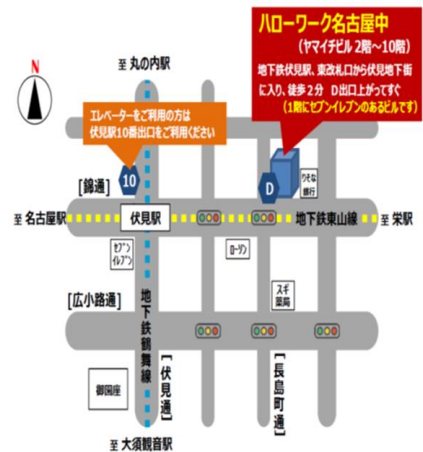 ハローワーク名古屋中
(ヤマイチビル 2階～10階)
地下鉄伏見駅、東改札口から伏見地下街
に入り、徒歩2分 D出口上がってすぐ
(1階にセブンイレブンのあるビルです)
N
至 丸の内駅
エレベーターをご利用の方は
伏見駅10番出口をご利用ください
[錦通]
10
D
りそな
銀行
至 名古屋駅
伏見駅
地下鉄東山線
至 栄駅
セブン
イレブン
ローソン
スギ
薬局
[広小路通]
地下鉄鶴舞線
[伏見通]
[長島町通]
御園座
至 大須観音駅